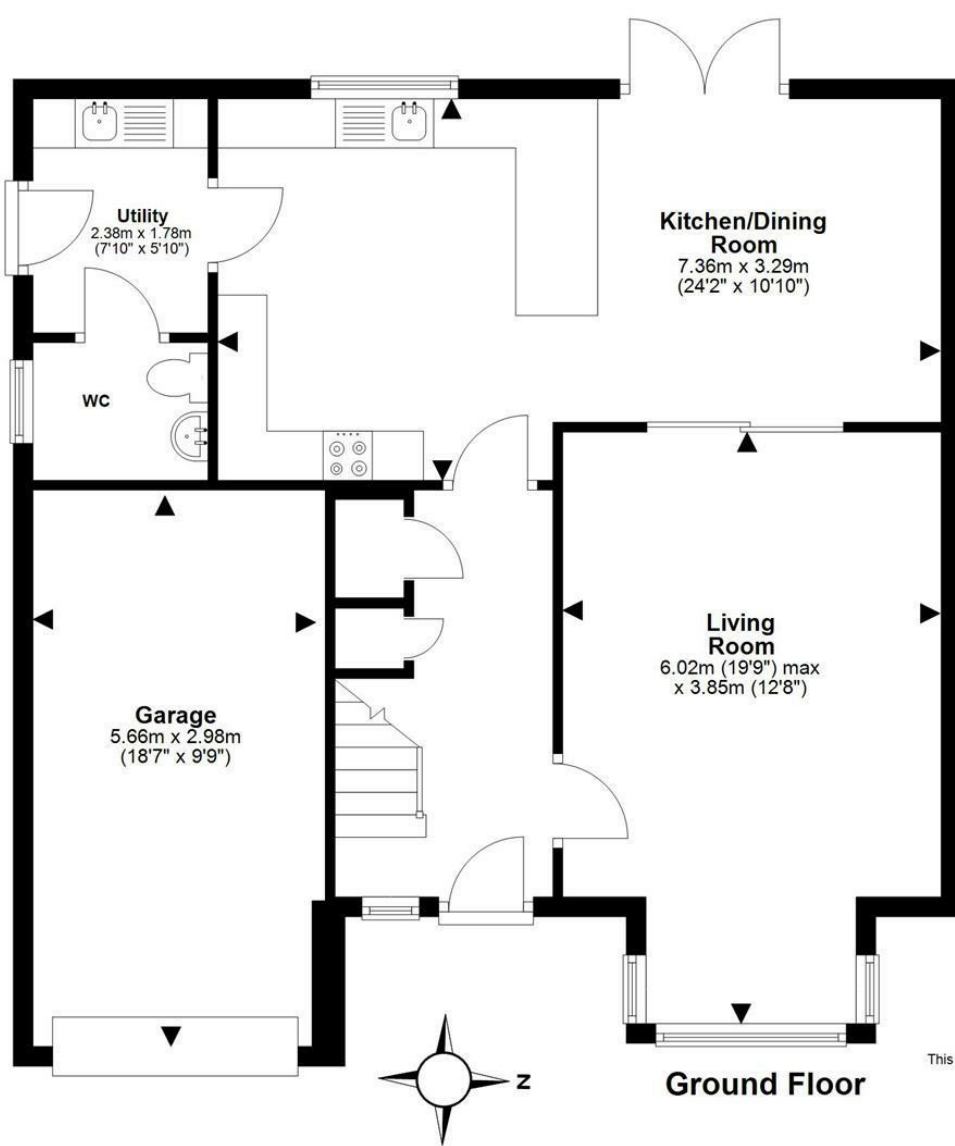 Utility
2.38m x 1.78m
(7'10" x 5'10")
Kitchen/Dining
Room
7.36m x 3.29m
(24'2" x 10'10")
WC
Living
Room
6.02m (19'9") max
x 3.85m (12'8")
Garage
5.66m x 2.98m
(18'7" x 9'9")
N
This
Ground Floor